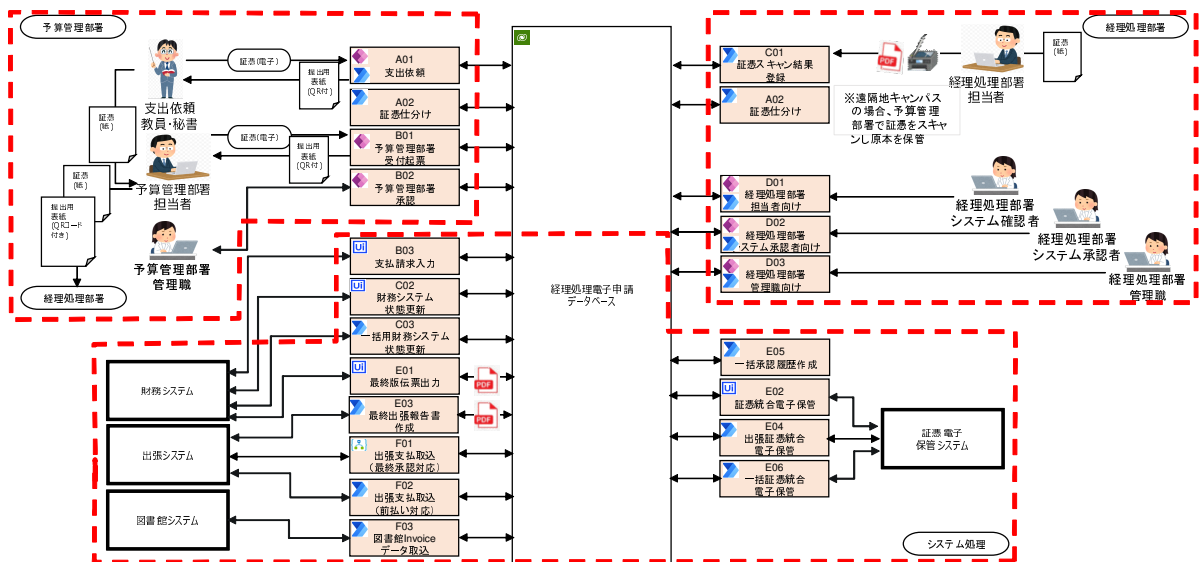 予算管理部署
証憑(電子)
提出用
表紙
(QR付)
A01
支出依頼
支出依頼
教員・秘書
A02
証憑仕分け
証憑
(紙)
証憑(電子)
提出用
表紙
(QR付)
B01
予算管理部署
受付起票
予算管理部署
担当者
証憑
(紙)
B02
予算管理部署
承認
提出用
表紙
(QRコード
付き)
予算管理部署
管理職
経理処理部署
Ui
B03
支払請求入力
Ui
C02
財務システム
状態更新
C03
一括用財務システム
状態更新
Ui
E01
最終版伝票出力
PDF
E03
最終出張報告書
作成
PDF
F01
出張支払取込
(最終承認対応)
F02
出張支払取込
(前払い対応)
F03
図書館Invoice
データ取込
財務システム
出張システム
図書館システム
経理処理電子申請
データベース
経理処理部署
C01
証憑スキャン結果
登録
PDF
経理処理部署
担当者
証憑
(紙)
A02
証憑仕分け
※遠隔地キャンパス
の場合、予算管理
部署で証憑をスキャ
ンし原本を保管
D01
経理処理部署
担当者向け
経理処理部署
システム確認者
D02
経理処理部署
システム承認者向け
経理処理部署
システム承認者
D03
経理処理部署
管理職向け
経理処理部署
管理職
E05
一括承認履歴作成
Ui
E02
証憑統合電子保管
E04
出張証憑統合
電子保管
E06
一括証憑統合
電子保管
証憑電子
保管システム
システム処理